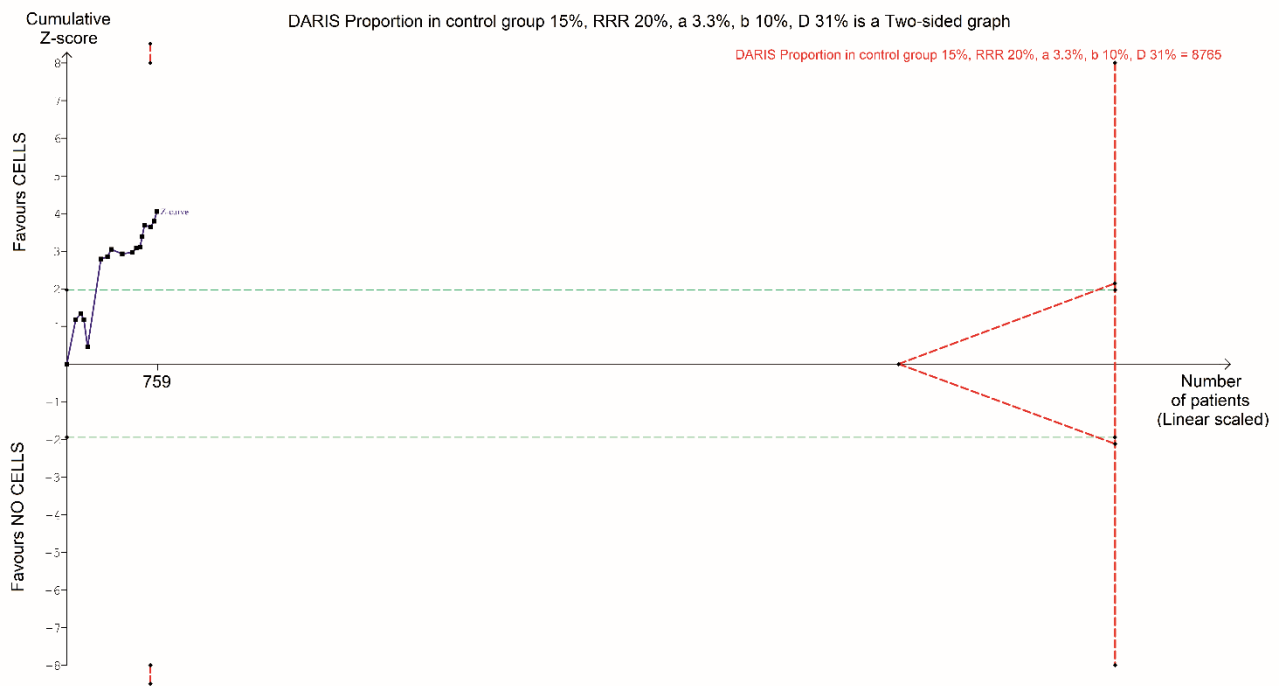 Cumulative
Z-score
DARIS Proportion in control group 15%, RRR 20%, a 3.3%, b 10%, D 31% is a Two-sided graph
DARIS Proportion in control group 15%, RRR 20%, a 3.3%, b 10%, D 31% = 8765
8
7
6
5
4
3
2
1
-1
-2
-3
-4
-5
-6
-7
-8
Favours CELLS
Favours NO CELLS
Z-curve
759
Number
of patients
(Linear scaled)